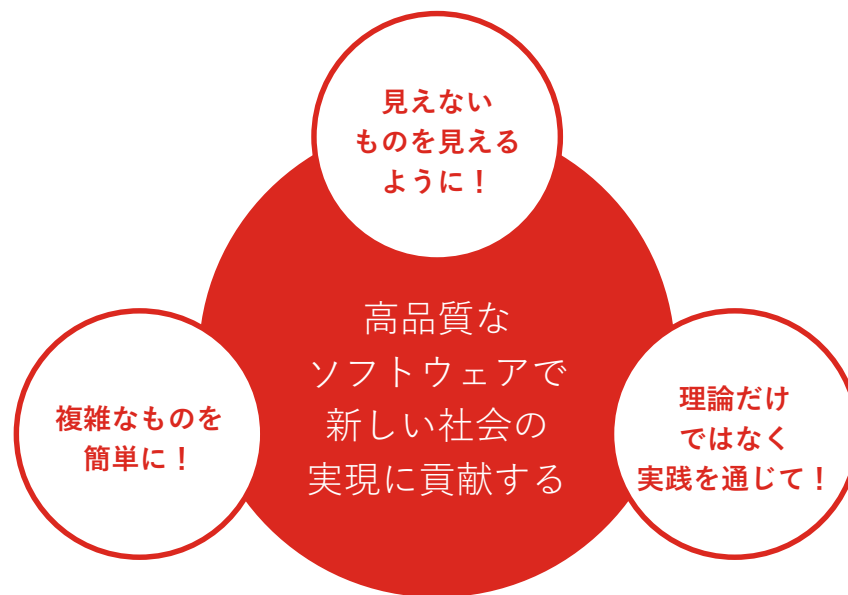 見えない
ものを見える
ように！
高品質な
ソフトウェアで
新しい社会の
実現に貢献する
複雑なものを
簡単に！
理論だけ
ではなく
実践を通じて！